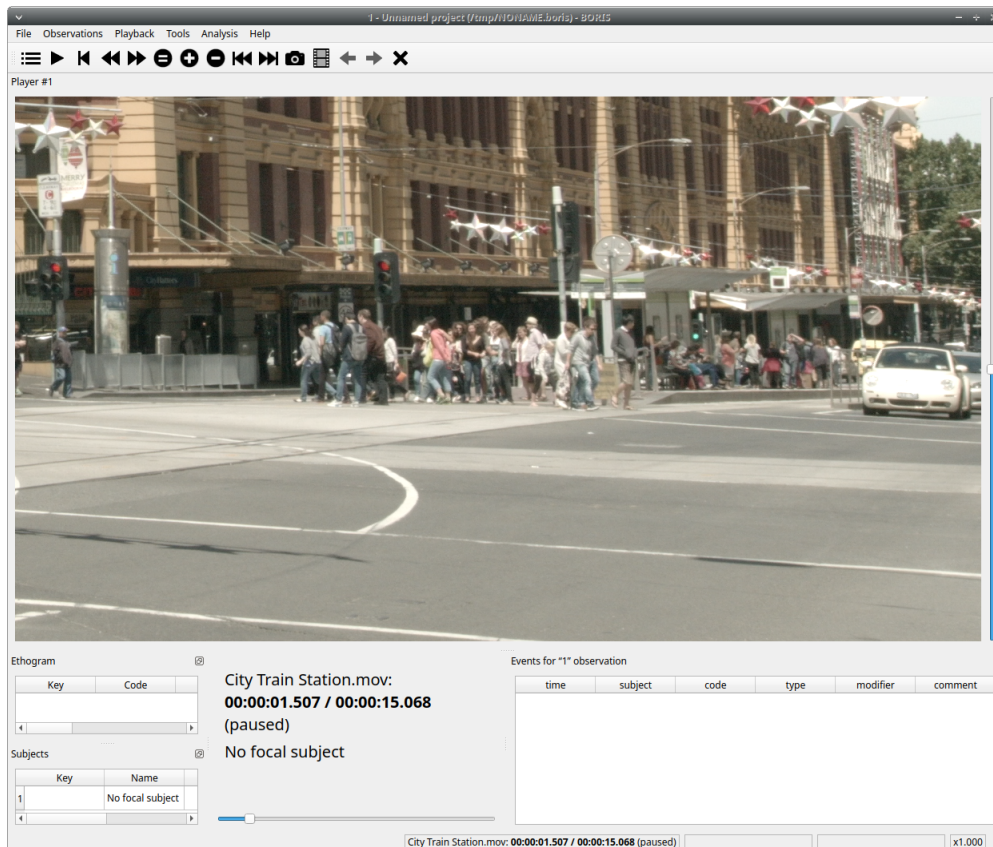 1 - Unnamed project (/tmp/NONAME.boris) - BORIS
File Observations Playback Tools Analysis Help
Player #1
MERRY
Ethogram
Key Code
Subjects
Key Name
1 No focal subject
City Train Station.mov:
00:00:01.507 / 00:00:15.068
(paused)
No focal subject
Events for "1" observation
time subject code type modifier comment
City Train Station.mov: 00:00:01.507 / 00:00:15.068 (paused)
x1.000